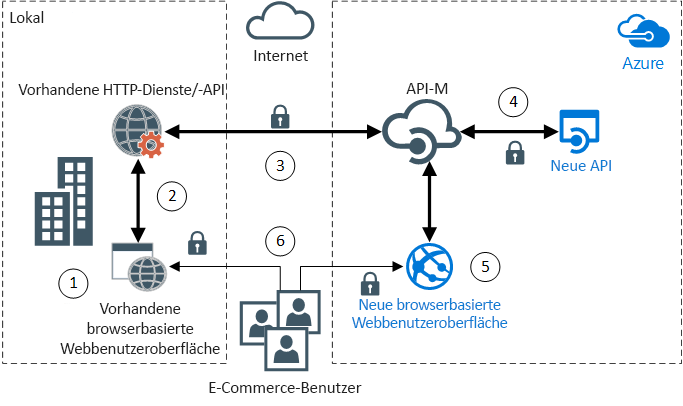 Lokal
Internet
Azure
Vorhandene HTTP-Dienste/-API
API-M
4
Neue API
3
2
6
5
1
Vorhandene
browserbasierte
Webbenutzeroberfläche
Neue browserbasierte
Webbenutzeroberfläche
E-Commerce-Benutzer